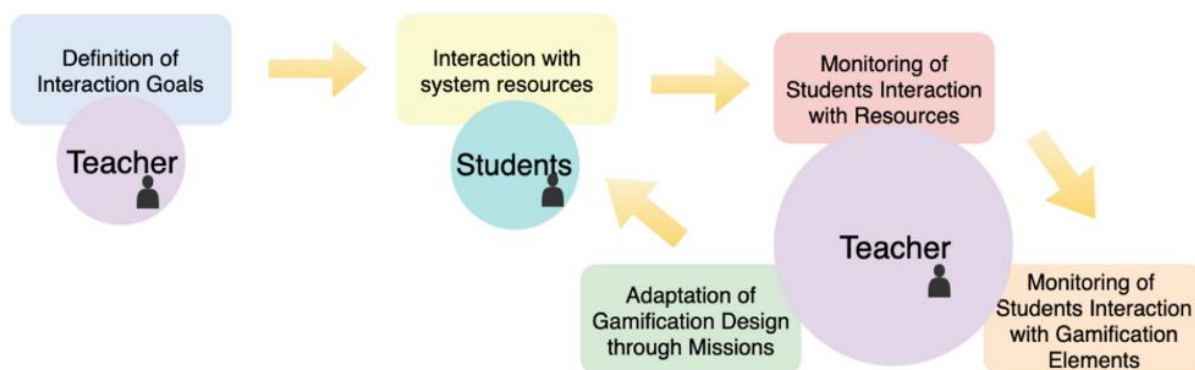 Definition of
Interaction Goals
Teacher
Interaction with
system resources
Students
Monitoring of
Students Interaction
with Resources
Teacher
Monitoring of
Students Interaction
with Gamification
Elements
Adaptation of
Gamification Design
through Missions